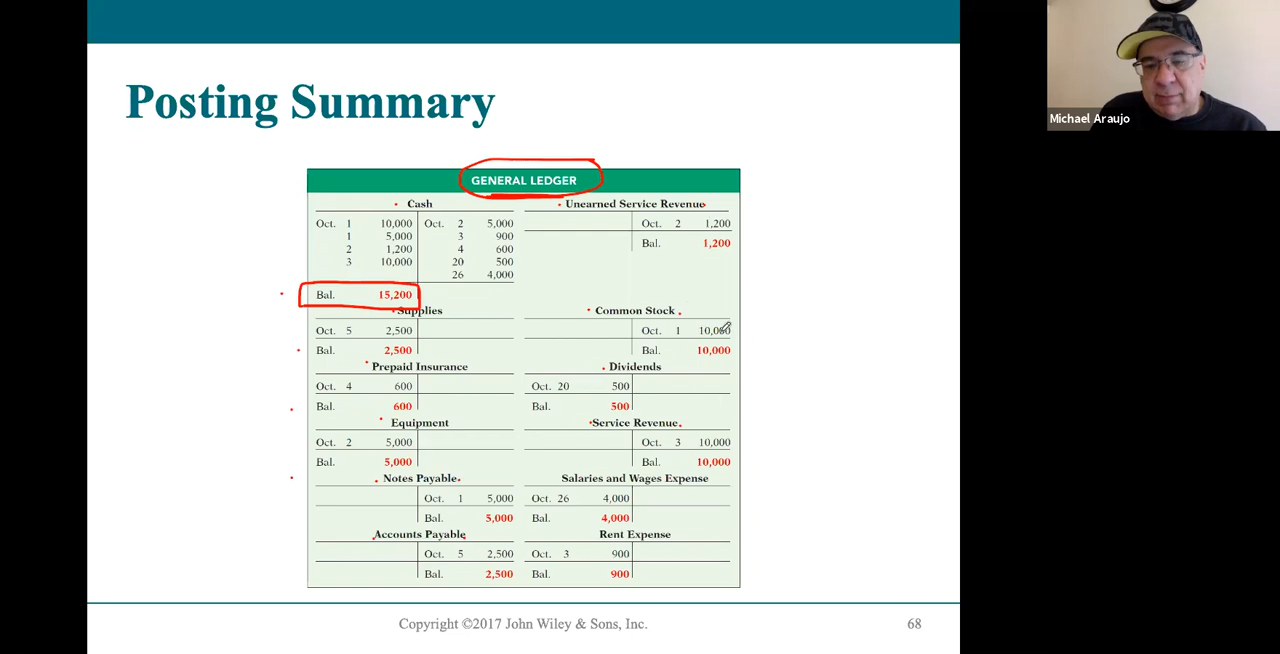 Posting Summary
GENERAL LEDGER
Cash
Oct. 1 10,000 Oct. 2 5,000
1 5,000 3 900
2 1,200 4 600
3 10,000 20 500
26 4,000
Bal. 15,200
Supplies
Oct. 5 2,500
Bal. 2,500
Prepaid Insurance
Oct. 4 600
Bal. 600
Equipment
Oct. 2 5,000
Bal. 5,000
Notes Payable
Oct. 1 5,000
Bal. 5,000
Accounts Payable
Oct. 5 2,500
Bal. 2,500
Unearned Service Revenue
Oct. 2 1,200
Bal. 1,200
Common Stock
Oct. 1 10,000
Bal. 10,000
Dividends
Oct. 20 500
Bal. 500
Service Revenue
Oct. 3 10,000
Bal. 10,000
Salaries and Wages Expense
Oct. 26 4,000
Bal. 4,000
Rent Expense
Oct. 3 900
Bal. 900
Copyright ©2017 John Wiley & Sons, Inc.
68
Michael Araujo